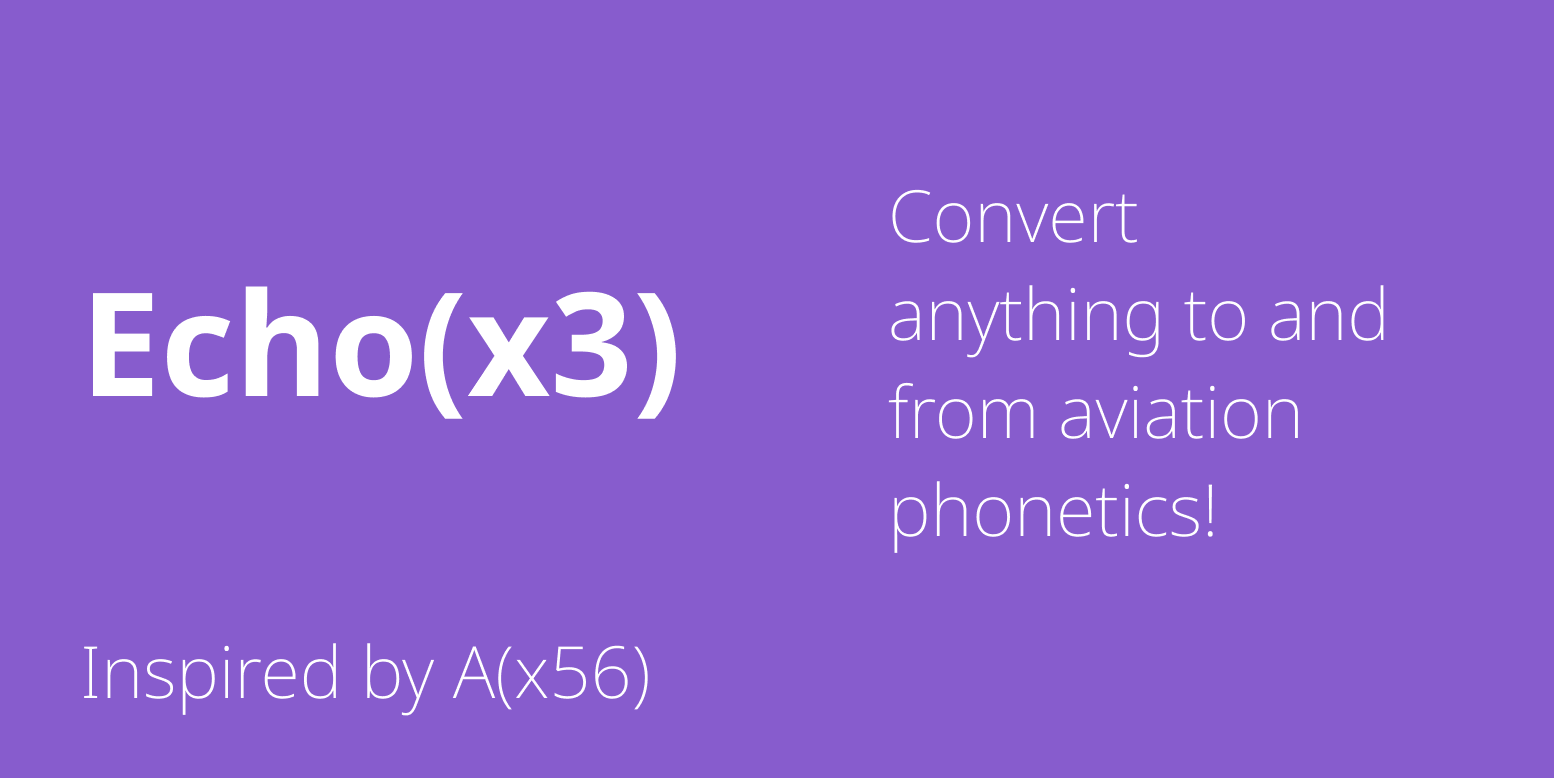 Echo(x3)
Inspired by A(x56)
Convert
anything to and
from aviation
phonetics!